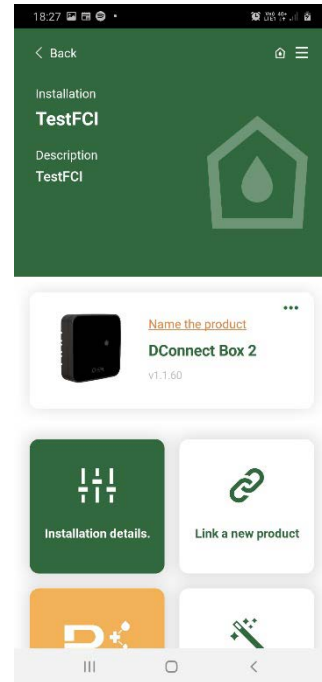 18:27
Back
Installation
TestFCI
Description
TestFCI
Name the product
DConnect Box 2
v1.1.60
Installation details.
Link a new product